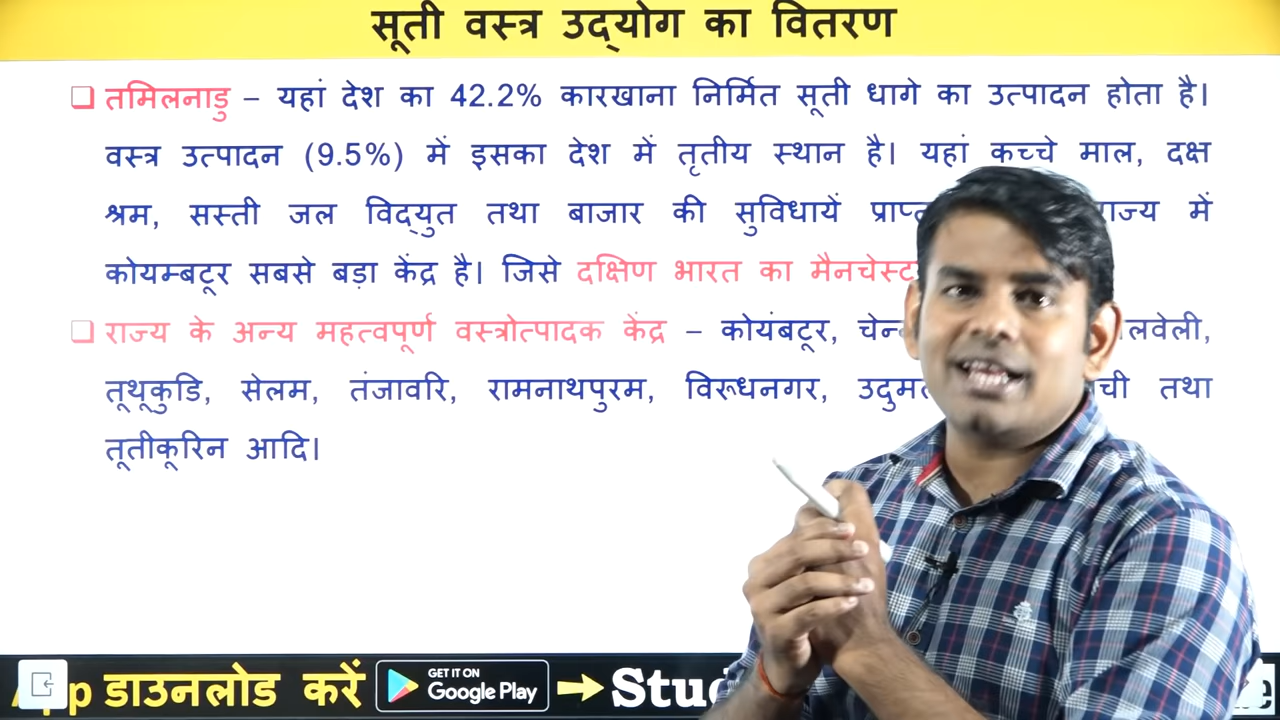 सूती वस्त्र उद्योग का वितरण
तमिलनाडु – यहां देश का 42.2% कारखाना निर्मित सूती धागे का उत्पादन होता है।
वस्त्र उत्पादन (9.5%) में इसका देश में तृतीय स्थान है। यहां कच्चे माल, दक्ष
श्रम, सस्ती जल विद्युत तथा बाजार की सुविधायें राज्य में
कोयम्बटूर सबसे बड़ा केंद्र है। जिसे दक्षिण भारत का
राज्य के अन्य महत्वपूर्ण वस्त्रोत्पादक केंद्र – कोयंबटूर,
तूथूकुडि, सेलम, तंजावरि, रामनाथपुरम, विरूधनगर, तथा
तूतीकूरिन आदि।
App डाउनलोड करें GET IT ON Google Play